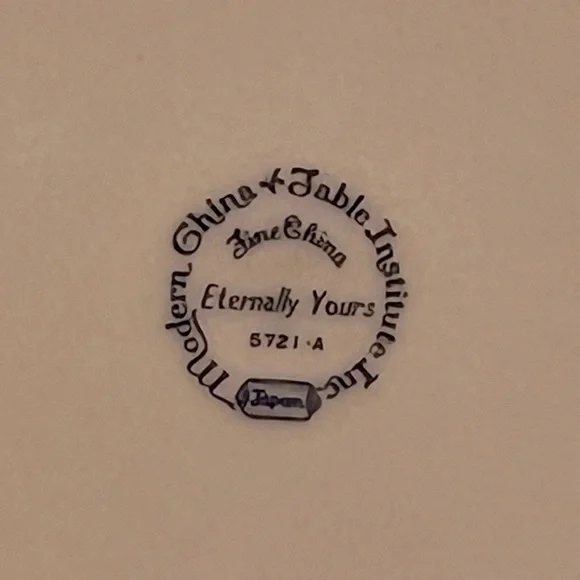 Modern China & Table Institute Inc.
Fine China
Eternally Yours
5721-A
Japan